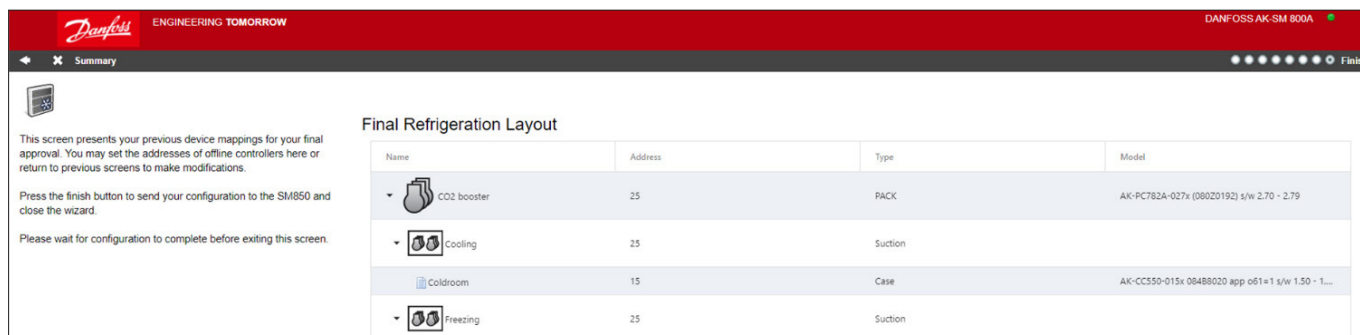 Danfoss ENGINEERING TOMORROW DANFOSS AK-SM 800A
Summary Finis
Final Refrigeration Layout
This screen presents your previous device mappings for your final
approval. You may set the addresses of offline controllers here or
return to previous screens to make modifications.
Press the finish button to send your configuration to the SM850 and
close the wizard.
Please wait for configuration to complete before exiting this screen.
Name Address Type Model
CO2 booster 25 PACK AK-PC782A-027x (080Z0192) s/w 2.70 - 2.79
Cooling 25 Suction
Coldroom 15 Case AK-CC550-015x 084B8020 app o61=1 s/w 1.50 - 1....
Freezing 25 Suction